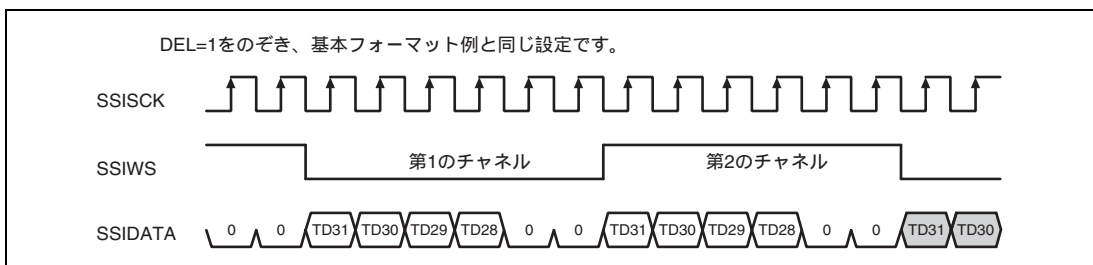 DEL=1をのぞき、基本フォーマット例と同じ設定です。
SSISCK
SSIWS 第1のチャネル 第2のチャネル
SSIDATA 0 0 TD31 TD30 TD29 TD28 0 0 TD31 TD30 TD29 TD28 0 0 TD31 TD30